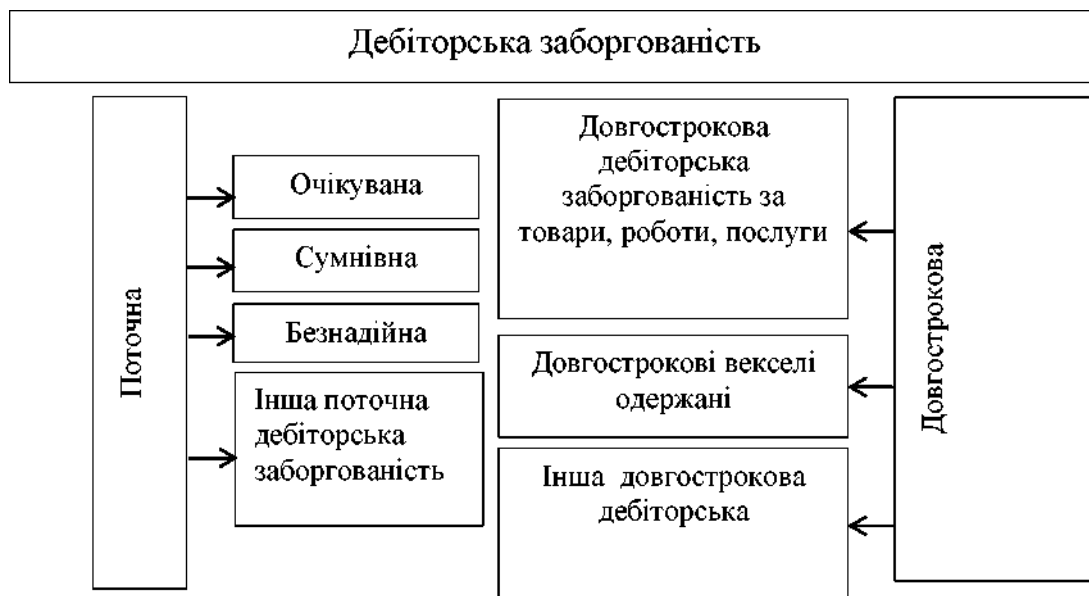 Дебіторська заборгованість
Поточна
Очікувана
Сумнівна
Безнадійна
Інша поточна
дебіторська
заборгованість
Довгострокова
дебіторська
заборгованість за
товари, роботи, послуги
Довгострокові векселі
одержані
Інша довгострокова
дебіторська
Довгострокова